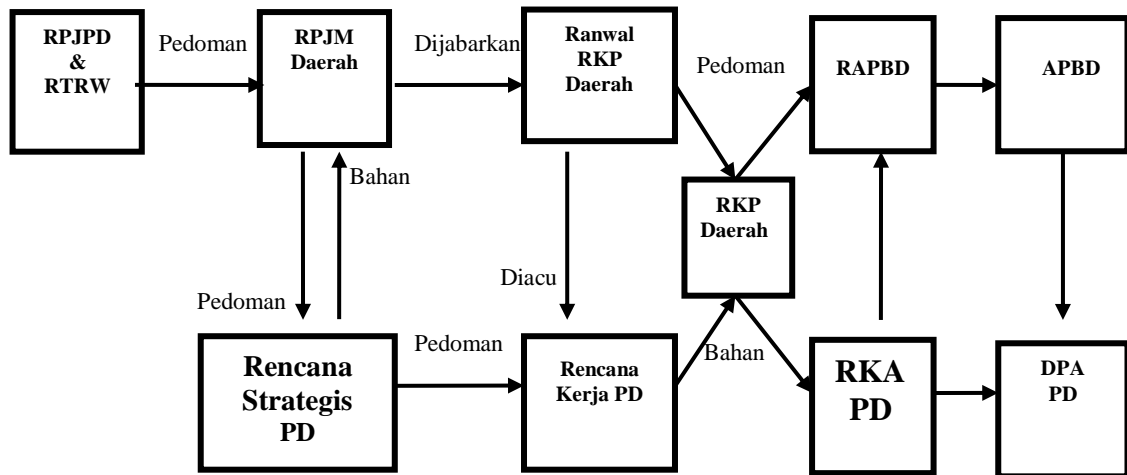 RPJPD
&
RTRW
Pedoman
RPJM
Daerah
Dijabarkan
Ranwal
RKP
Daerah
Pedoman
RAPBD
APBD
Bahan
RKP
Daerah
Pedoman
Diacu
Rencana
Strategis
PD
Pedoman
Rencana
Kerja PD
Bahan
RKA
PD
DPA
PD